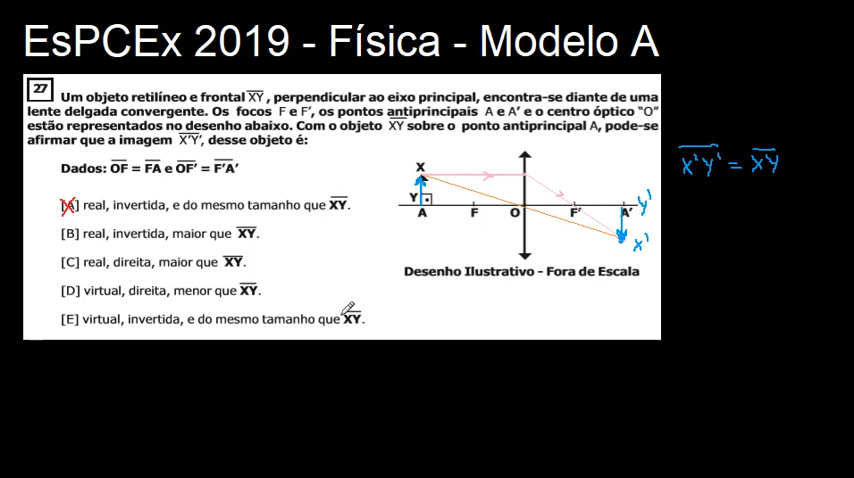 EsPCEx 2019 - Física - Modelo A
27
Um objeto retilíneo e frontal XY, perpendicular ao eixo principal, encontra-se diante de uma
lente delgada convergente. Os focos F e F', os pontos antiprincipais A e A' e o centro óptico "O"
estão representados no desenho abaixo. Com o objeto XY sobre o ponto antiprincipal A, pode-se
afirmar que a imagem X'Y', desse objeto é:
Dados: OF = FA e OF' = F'A'
[A] real, invertida, e do mesmo tamanho que XY.
[B] real, invertida, maior que XY.
[C] real, direita, maior que XY.
[D] virtual, direita, menor que XY.
[E] virtual, invertida, e do mesmo tamanho que XY.
X
Y
A F O F' A'
y'
x'
Desenho Ilustrativo - Fora de Escala
X'Y' = XY